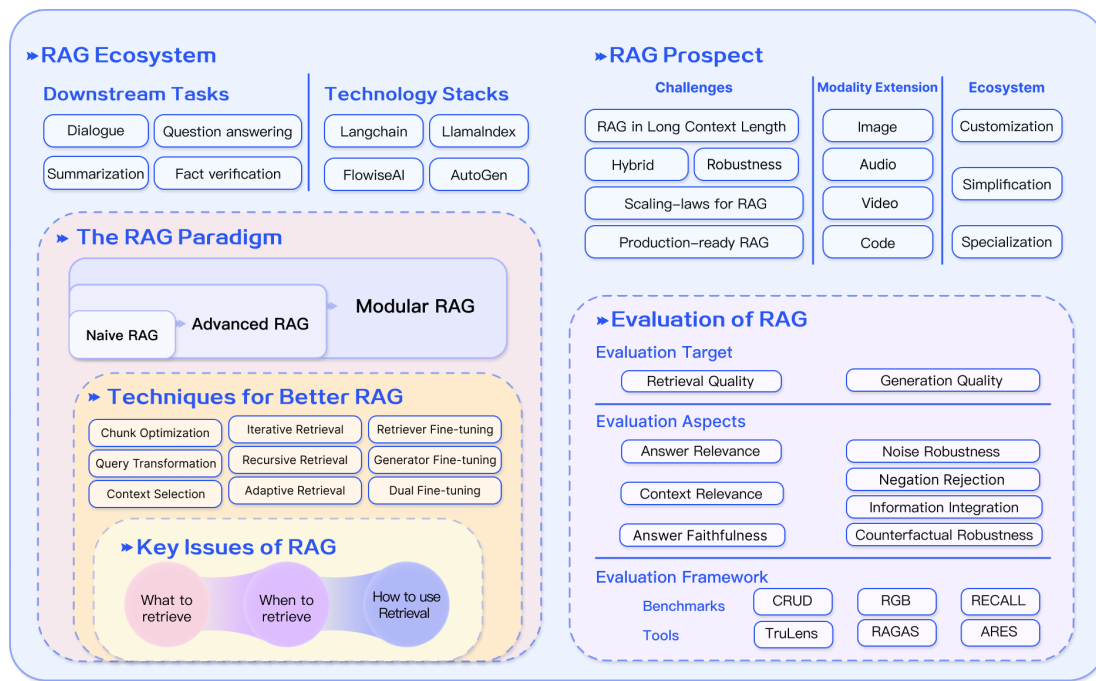 RAG Ecosystem
Downstream Tasks
Dialogue
Question answering
Summarization
Fact verification
Technology Stacks
Langchain
LlamaIndex
FlowiseAI
AutoGen
The RAG Paradigm
Naive RAG
Advanced RAG
Modular RAG
Techniques for Better RAG
Chunk Optimization
Iterative Retrieval
Retriever Fine-tuning
Query Transformation
Recursive Retrieval
Generator Fine-tuning
Context Selection
Adaptive Retrieval
Dual Fine-tuning
Key Issues of RAG
What to
retrieve
When to
retrieve
How to use
Retrieval
RAG Prospect
Challenges
RAG in Long Context Length
Hybrid
Robustness
Scaling-laws for RAG
Production-ready RAG
Modality Extension
Image
Audio
Video
Code
Ecosystem
Customization
Simplification
Specialization
Evaluation of RAG
Evaluation Target
Retrieval Quality
Generation Quality
Evaluation Aspects
Answer Relevance
Context Relevance
Answer Faithfulness
Noise Robustness
Negation Rejection
Information Integration
Counterfactual Robustness
Evaluation Framework
Benchmarks
CRUD
RGB
RECALL
Tools
TruLens
RAGAS
ARES